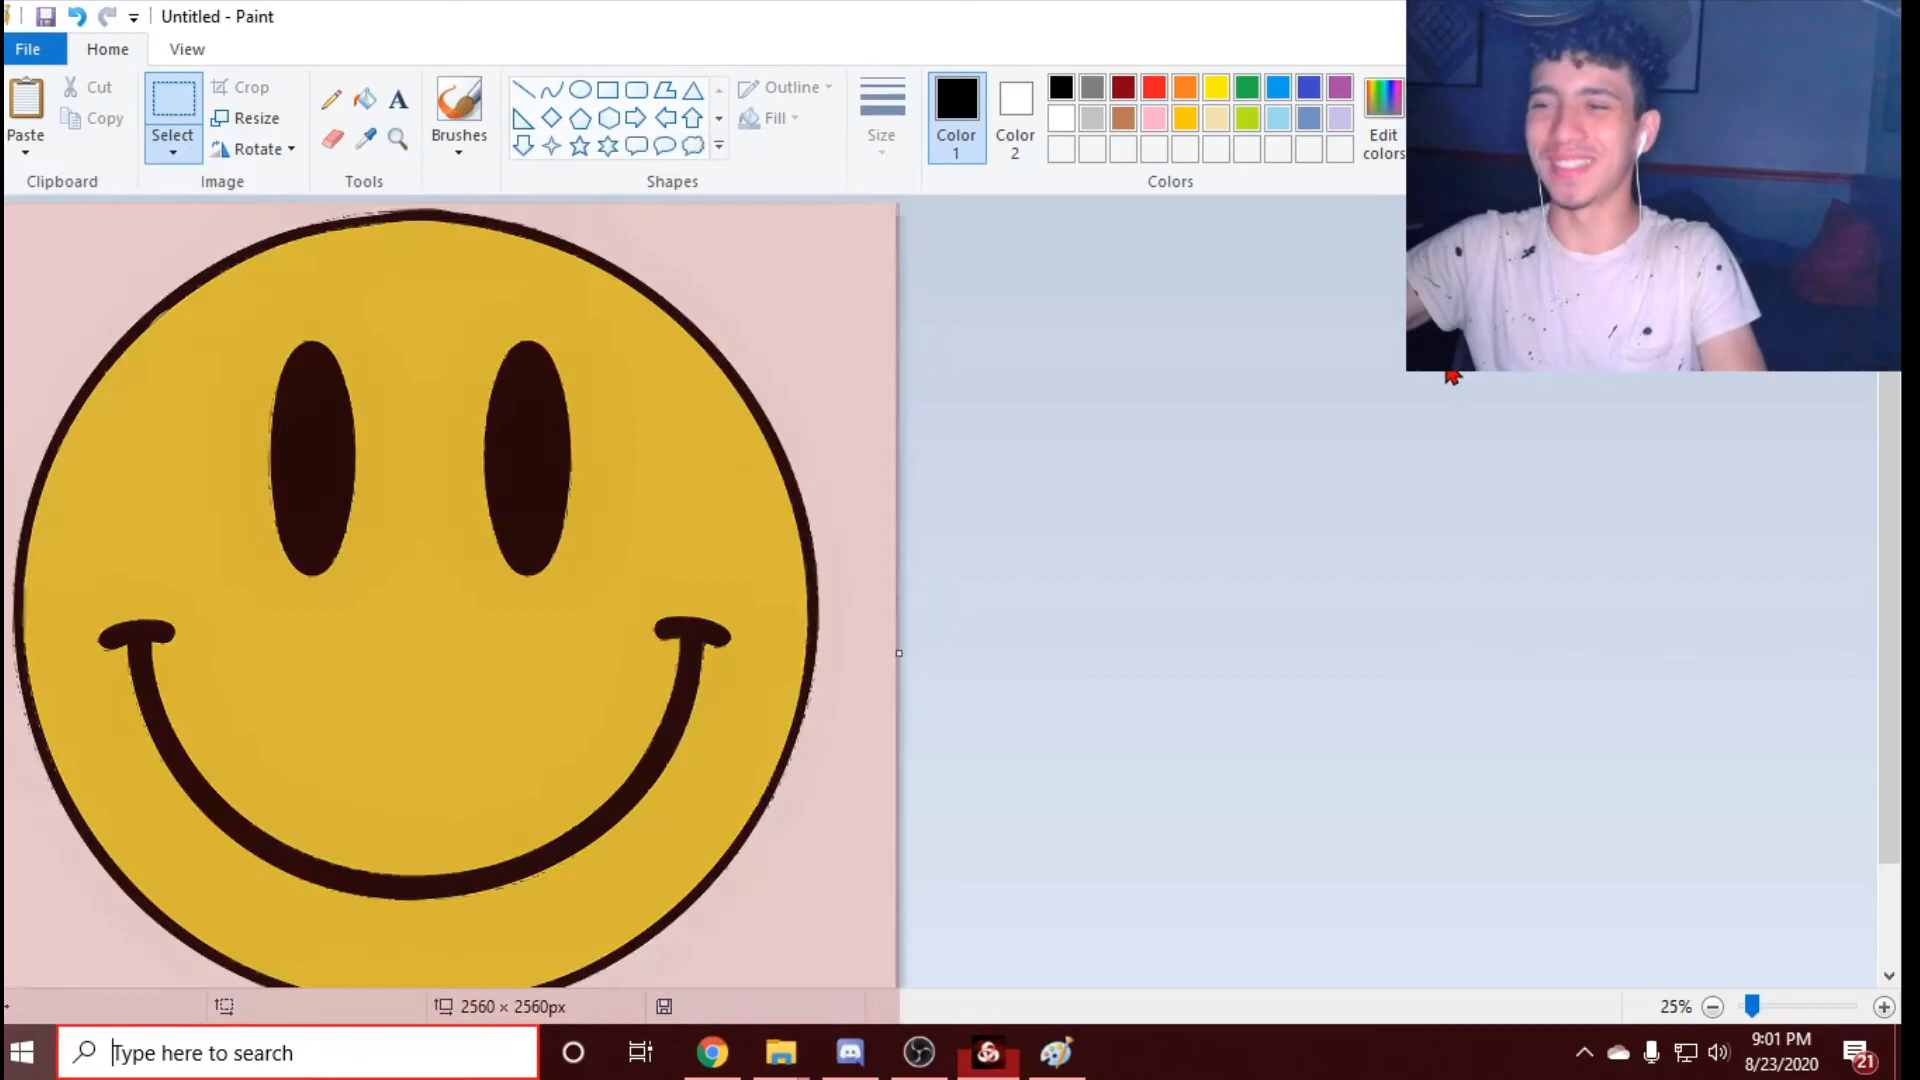 Untitled - Paint
File
Home
View
Paste
Cut
Copy
Clipboard
Select
Crop
Resize
Rotate
Image
A
Tools
Brushes
Outline
Fill
Shapes
Size
Color 1
Color 2
Edit colors
Colors
2560 × 2560px
25%
Type here to search
9:01 PM
8/23/2020
21